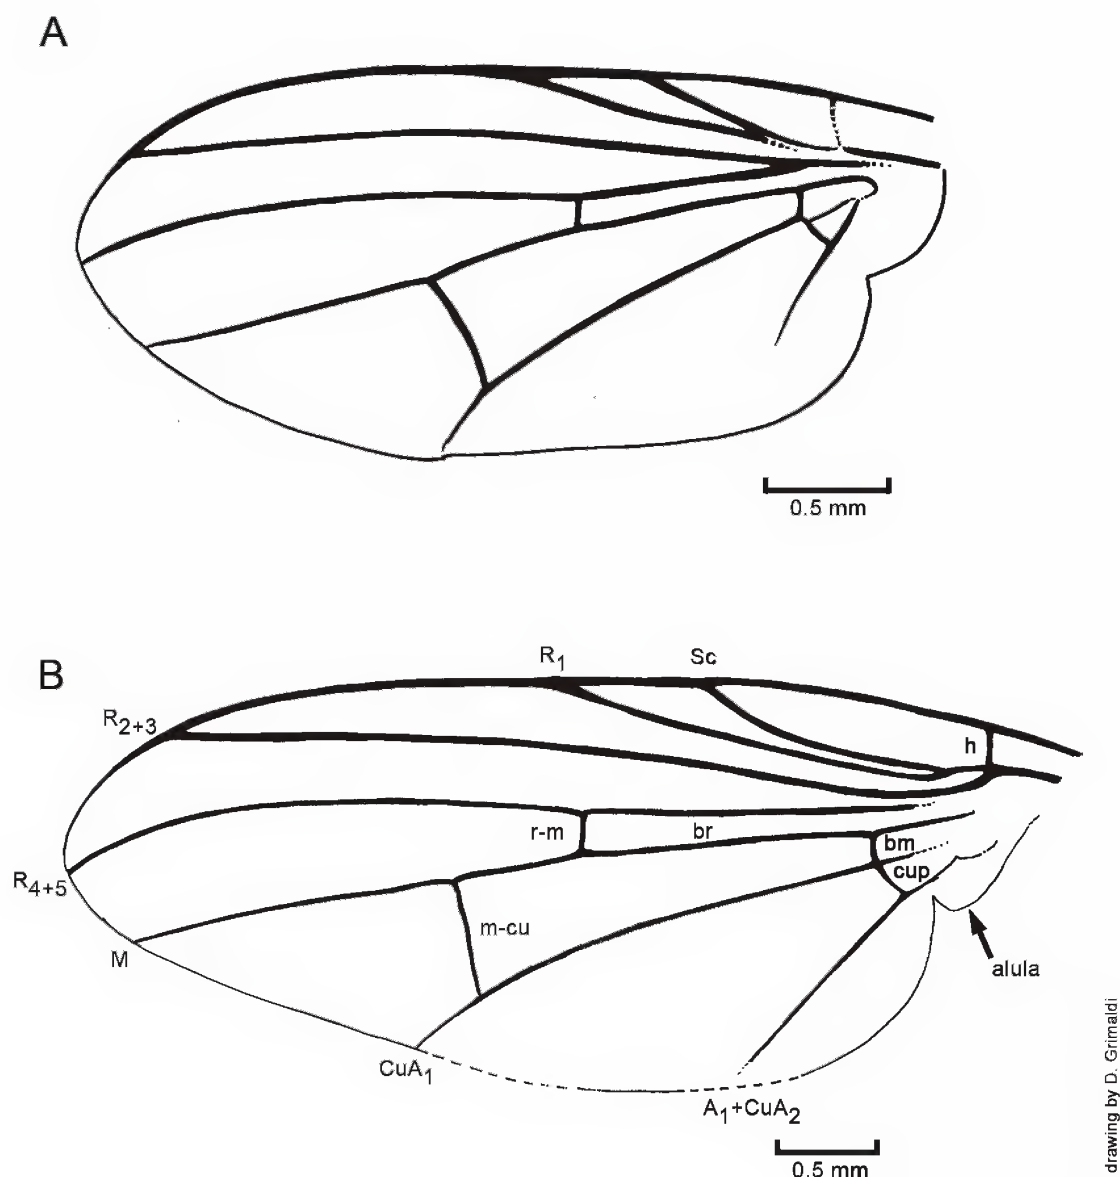 A
0.5 mm
B
R1
Sc
R2+3
h
r-m
br
bm
cup
R4+5
m-cu
M
alula
CuA1
A1+CuA2
0.5 mm
drawing by D. Grimaldi